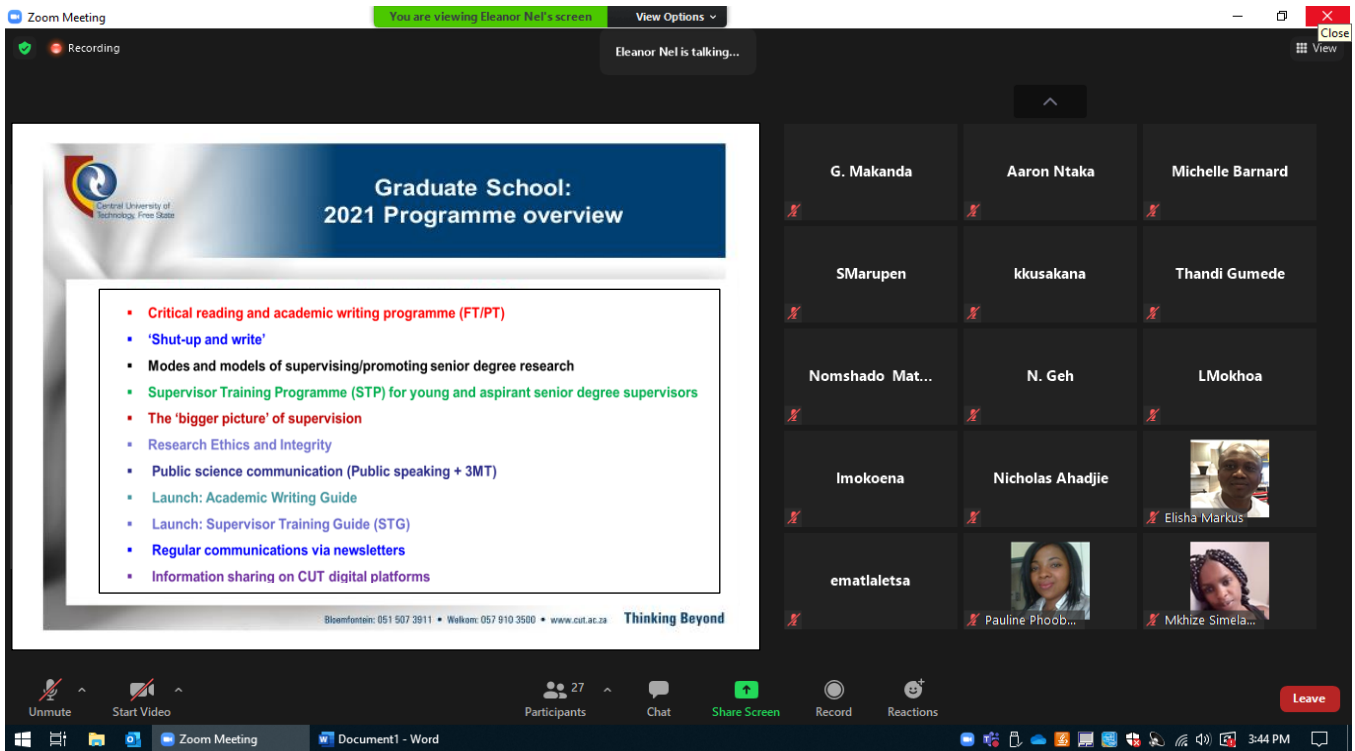 Zoom Meeting
You are viewing Eleanor Nel's screen
View Options
Close
Recording
Eleanor Nel is talking...
View
Central University of
Technology, Free State
Graduate School:
2021 Programme overview
Critical reading and academic writing programme (FT/PT)
‘Shut-up and write’
Modes and models of supervising/promoting senior degree research
Supervisor Training Programme (STP) for young and aspirant senior degree supervisors
The ‘bigger picture’ of supervision
Research Ethics and Integrity
Public science communication (Public speaking + 3MT)
Launch: Academic Writing Guide
Launch: Supervisor Training Guide (STG)
Regular communications via newsletters
Information sharing on CUT digital platforms
Bloemfontein: 051 507 3911 • Welkom: 057 910 3500 • www.cut.ac.za Thinking Beyond
G. Makanda
Aaron Ntaka
Michelle Barnard
SMarupen
kkusakana
Thandi Gumede
Nomshado Mat...
N. Geh
LMokhoa
lmokoena
Nicholas Ahadjie
Elisha Markus
ematlaletsa
Pauline Phoob...
Mkhize Simela...
Unmute
Start Video
27
Participants
Chat
Share Screen
Record
Reactions
Leave
Zoom Meeting
Document1 - Word
3:44 PM